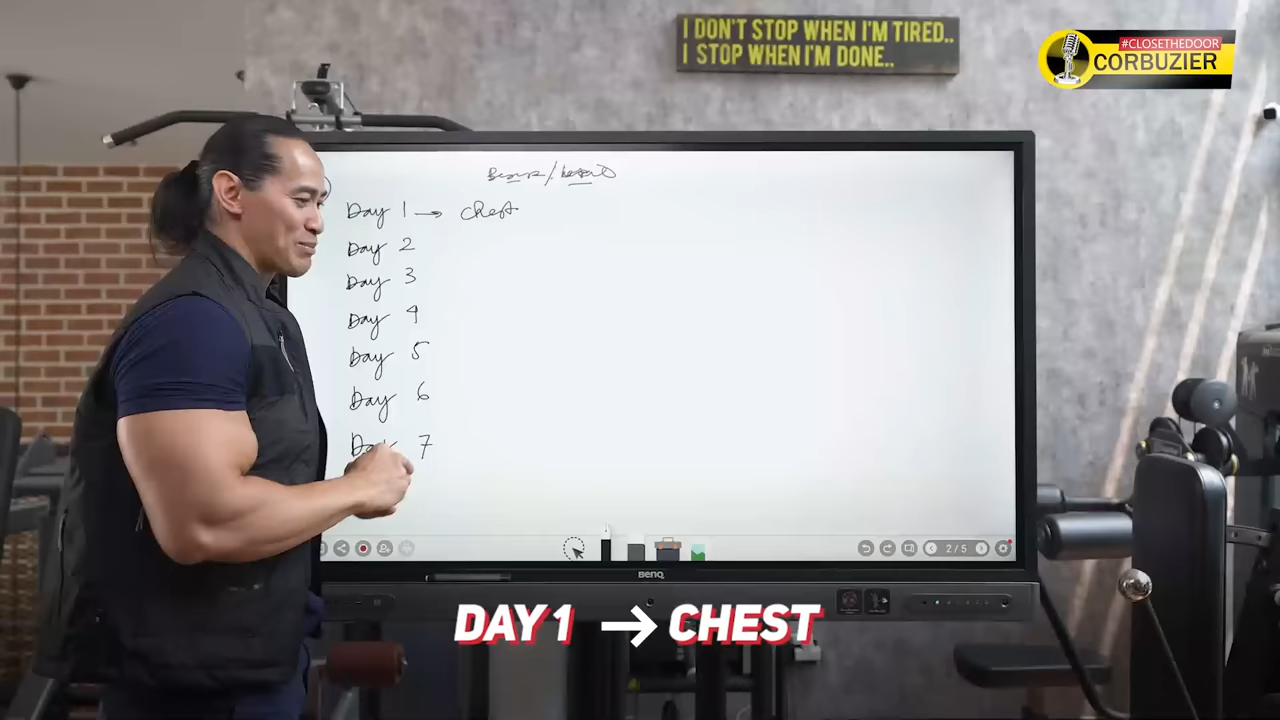 I DON'T STOP WHEN I'M TIRED..
I STOP WHEN I'M DONE..
#CLOSETHEDOOR
CORBUZIER
Day 1 → chest
Day 2
Day 3
Day 4
Day 5
Day 6
Day 7
2/5
BenQ
DAY 1 → CHEST